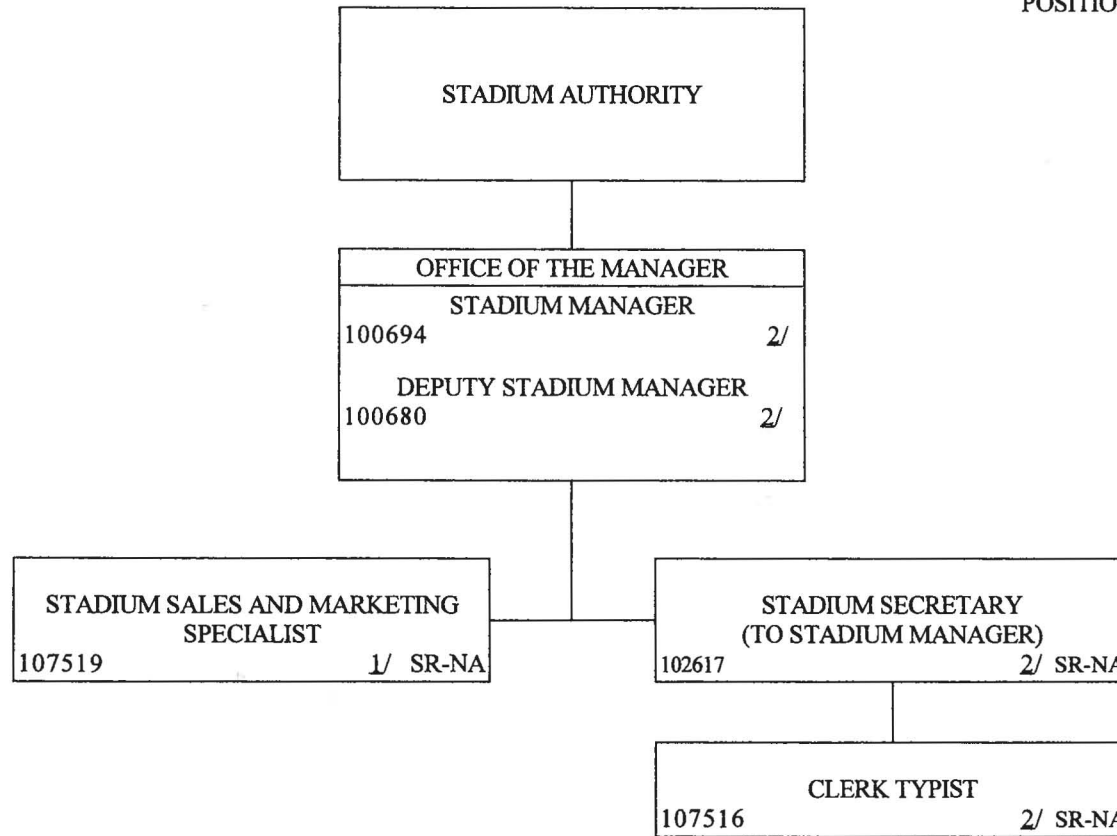 POSITIO
STADIUM AUTHORITY
OFFICE OF THE MANAGER
STADIUM MANAGER
100694 2/
DEPUTY STADIUM MANAGER
100680 2/
STADIUM SALES AND MARKETING
SPECIALIST
107519 1/ SR-NA
STADIUM SECRETARY
(TO STADIUM MANAGER)
102617 2/ SR-NA
CLERK TYPIST
107516 2/ SR-NA